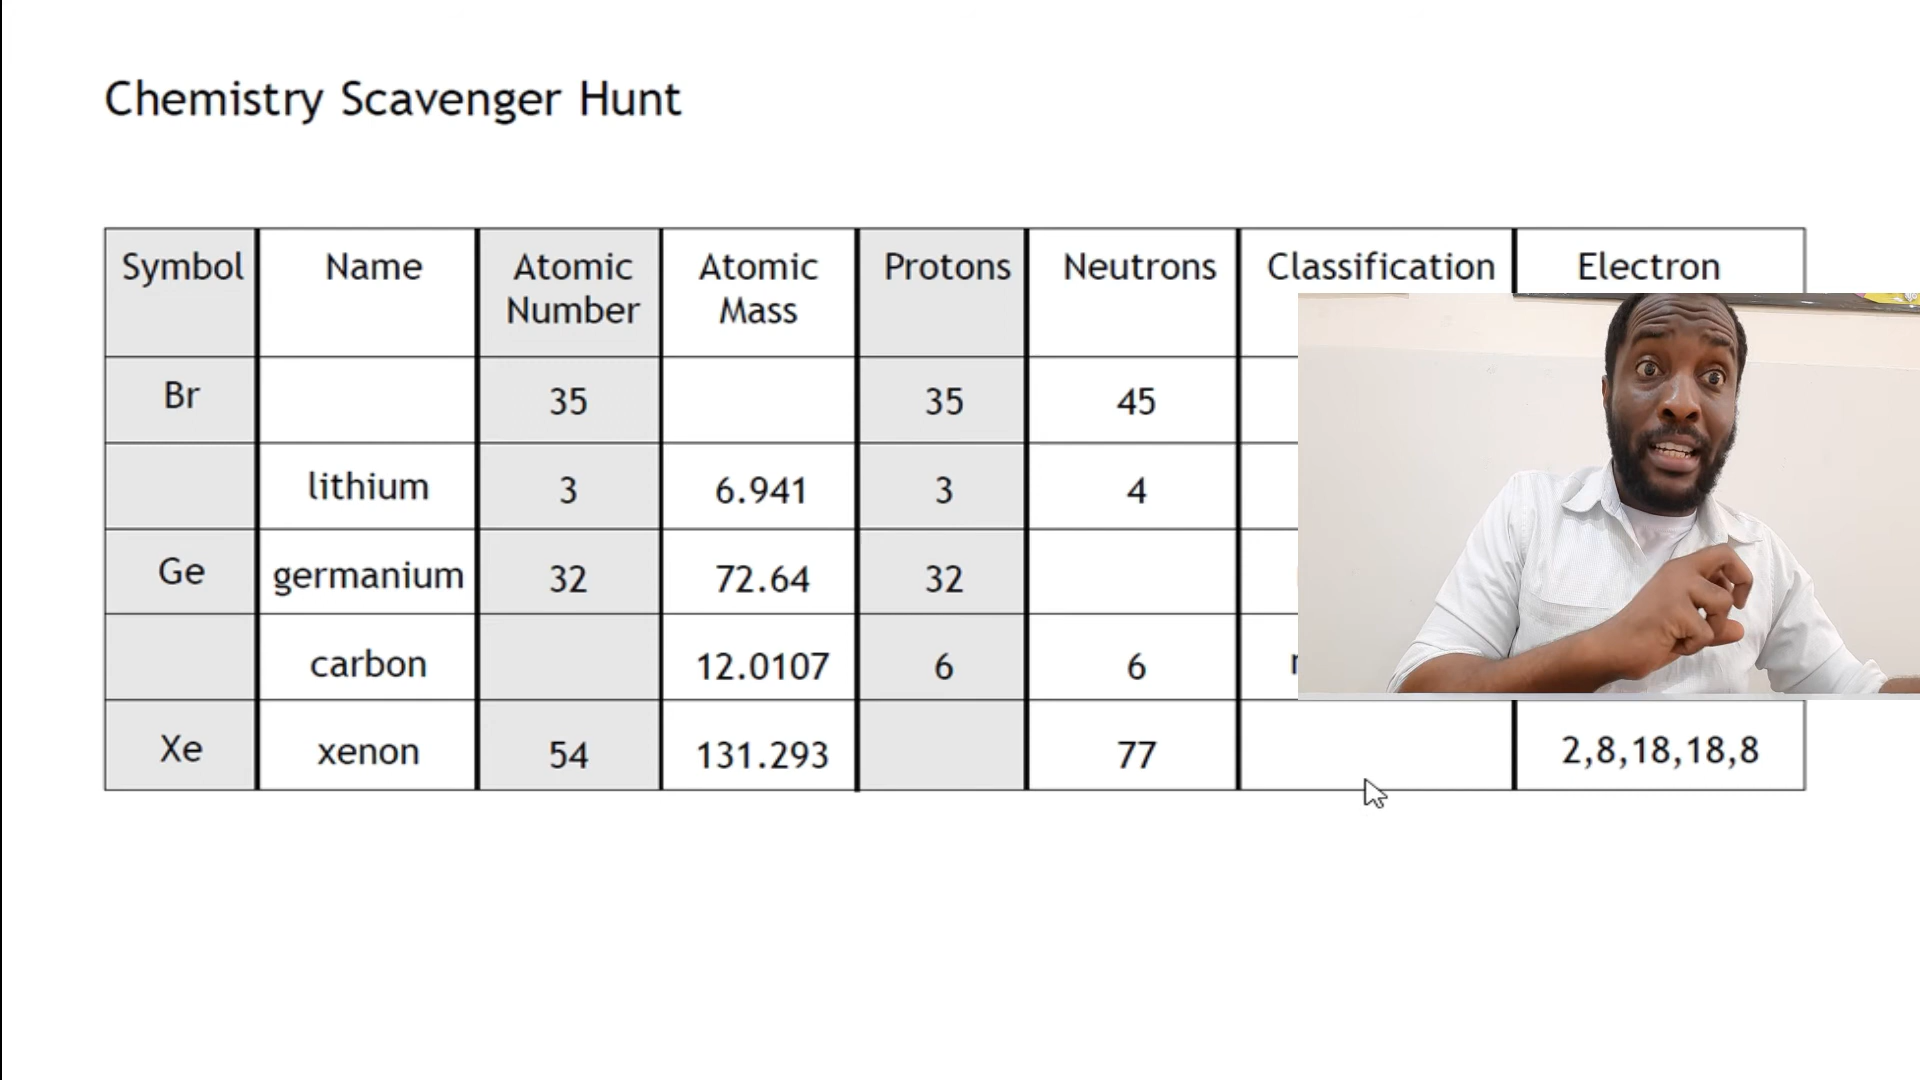 Chemistry Scavenger Hunt
Symbol Name Atomic Number Atomic Mass Protons Neutrons Classification Electron
Br 35 35 45
lithium 3 6.941 3 4
Ge germanium 32 72.64 32
carbon 12.0107 6 6
Xe xenon 54 131.293 77 2,8,18,18,8